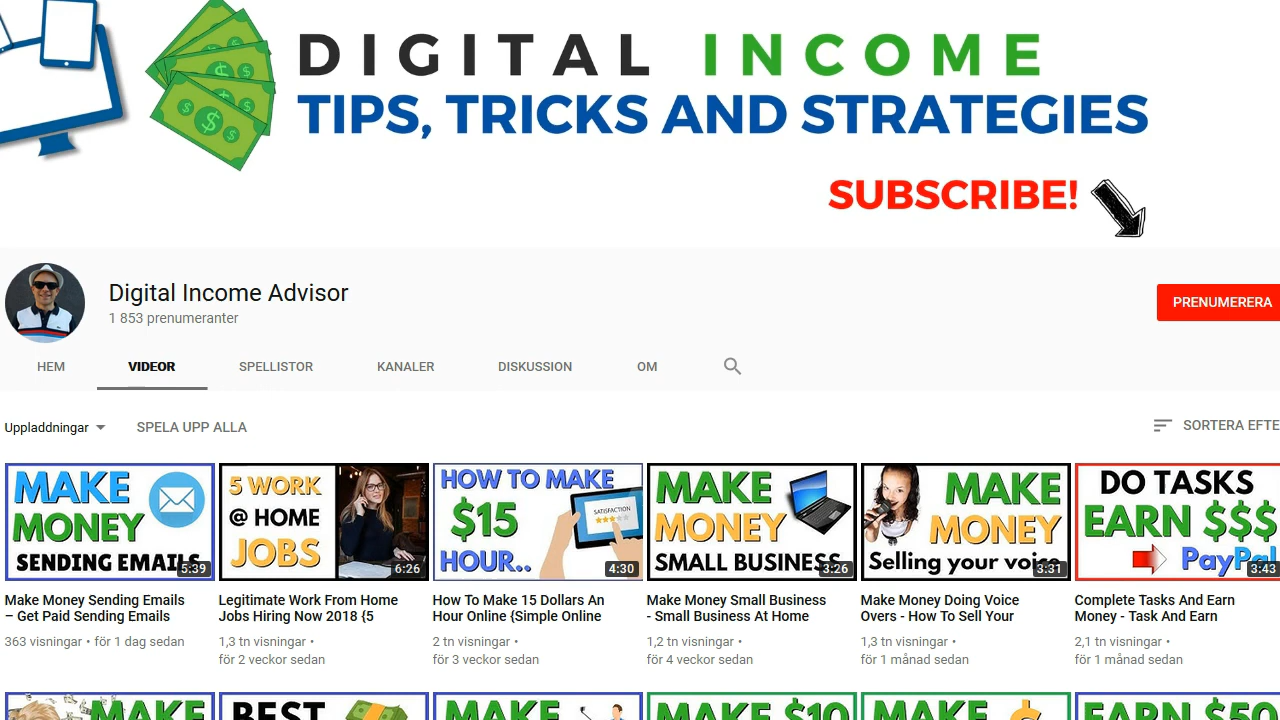 DIGITAL INCOME
TIPS, TRICKS AND STRATEGIES
SUBSCRIBE!
Digital Income Advisor
1 853 prenumeranter
PRENUMERERA
HEM VIDEOR SPELLISTOR KANALER DISKUSSION OM
Uppladdningar SPELA UPP ALLA SORTERA EFTE
MAKE
MONEY
SENDING EMAILS
5:39
5 WORK
@ HOME
JOBS
6:26
HOW TO MAKE
$15
HOUR..
SATISFACTION
4:30
MAKE
MONEY
SMALL BUSINESS
3:26
MAKE
MONEY
Selling your voice
3:31
DO TASKS
EARN $$$
PayPal
3:43
Make Money Sending Emails
– Get Paid Sending Emails
363 visningar • för 1 dag sedan
Legitimate Work From Home
Jobs Hiring Now 2018 {5
1,3 tn visningar •
för 2 veckor sedan
How To Make 15 Dollars An
Hour Online {Simple Online
2 tn visningar •
för 3 veckor sedan
Make Money Small Business
- Small Business At Home
1,2 tn visningar •
för 4 veckor sedan
Make Money Doing Voice
Overs - How To Sell Your
1,3 tn visningar •
för 1 månad sedan
Complete Tasks And Earn
Money - Task And Earn
2,1 tn visningar •
för 1 månad sedan
MAKE
BEST
MAKE
MAKE $10
MAKE
EARN $50